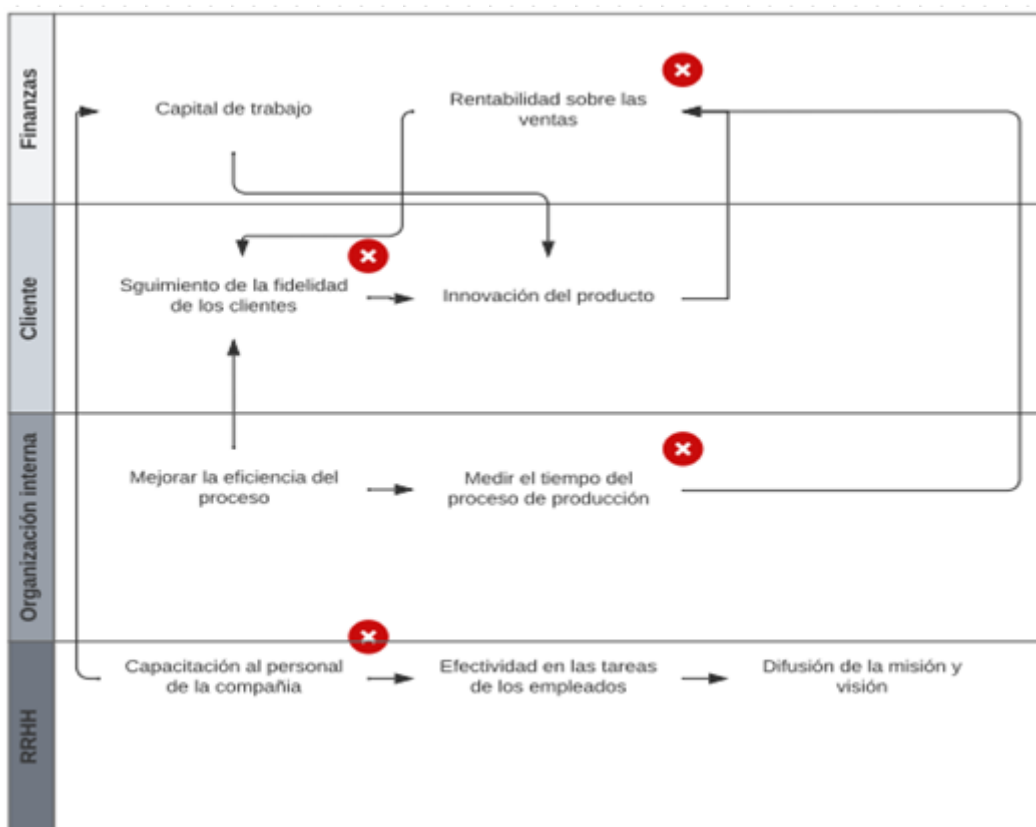 Finanzas
Capital de trabajo
Rentabilidad sobre las
ventas
Cliente
Sguimiento de la fidelidad
de los clientes
Innovación del producto
Organización interna
Mejorar la eficiencia del
proceso
Medir el tiempo del
proceso de producción
RRHH
Capacitación al personal
de la compañia
Efectividad en las tareas
de los empleados
Difusión de la misión y
visión